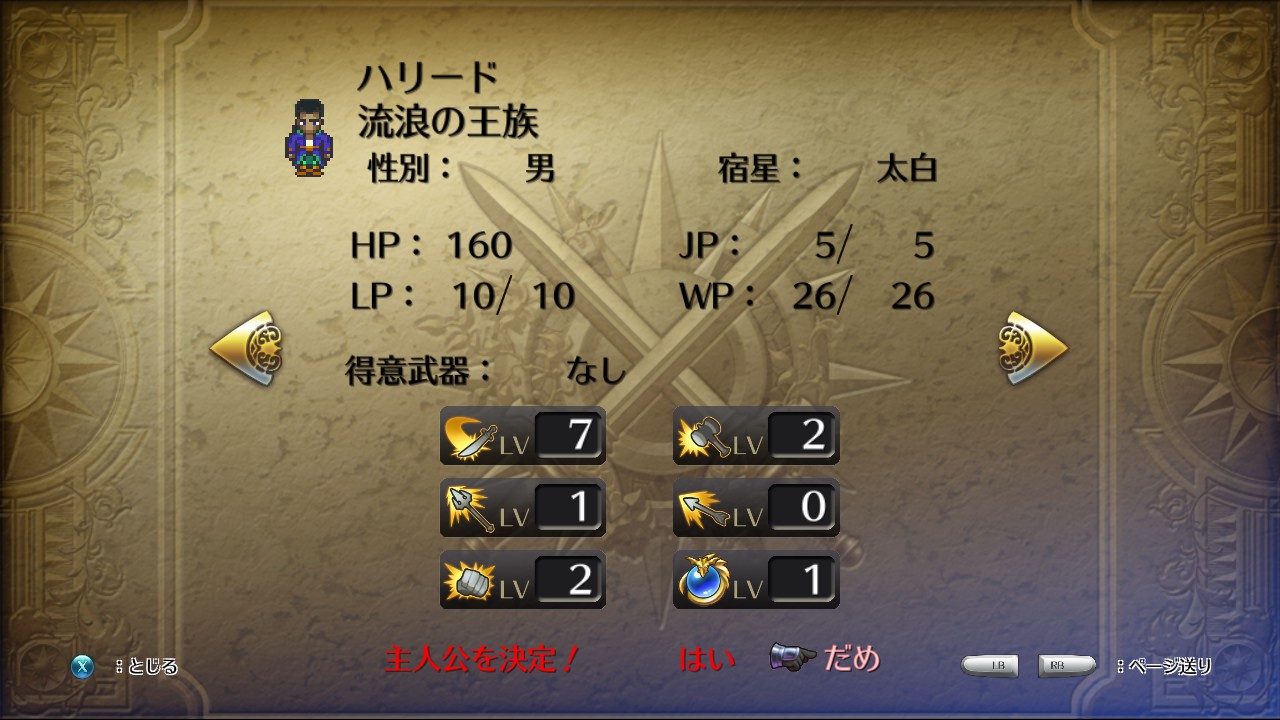 ハリード
流浪の王族
性別： 男 宿星： 太白
HP： 160 JP： 5/ 5
LP： 10/ 10 WP： 26/ 26
得意武器： なし
LV 7 LV 2
LV 1 LV 0
LV 2 LV 1
主人公を決定！ はい だめ
X ：とじる LB RB ：ページ送り